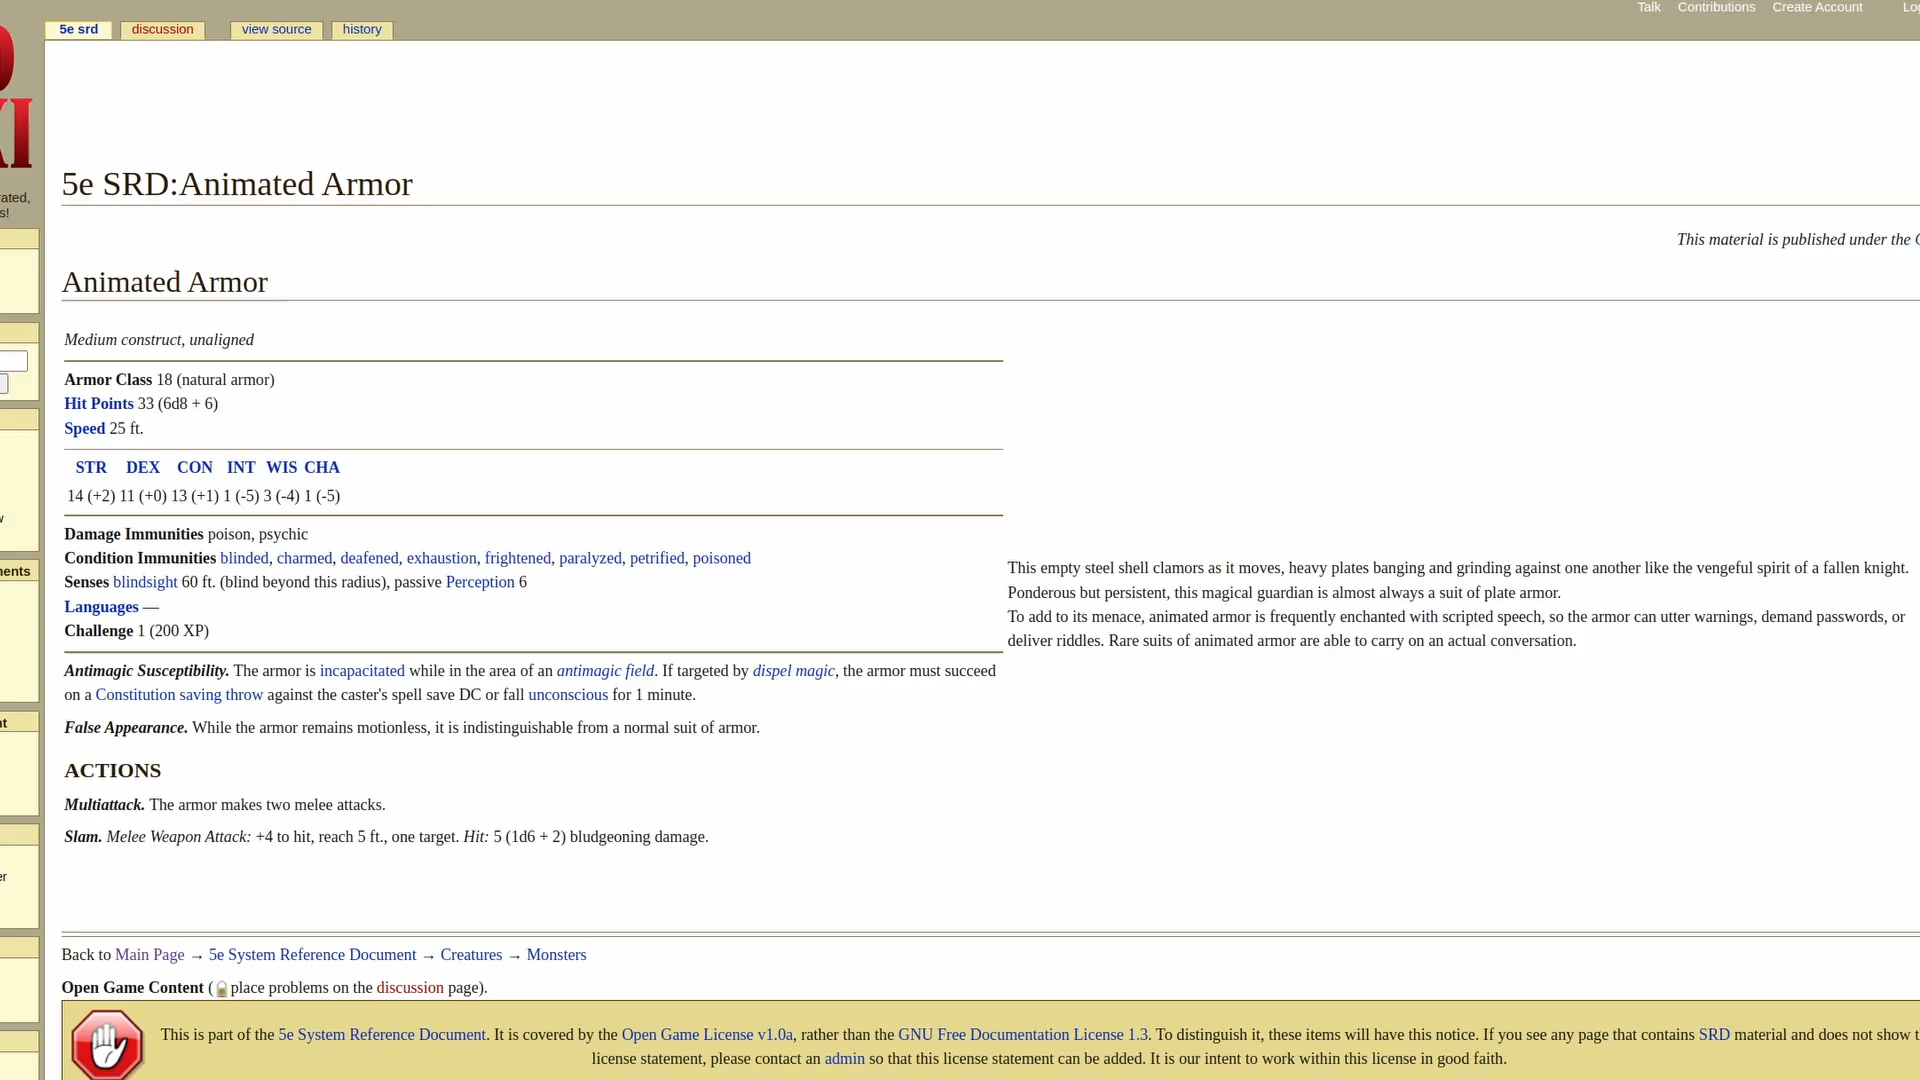 Talk Contributions Create Account
5e srd discussion view source history
KI
s!
5e SRD:Animated Armor
This material is published under the
Animated Armor
Medium construct, unaligned
Armor Class 18 (natural armor)
Hit Points 33 (6d8 + 6)
Speed 25 ft.
STR DEX CON INT WIS CHA
14 (+2) 11 (+0) 13 (+1) 1 (-5) 3 (-4) 1 (-5)
Damage Immunities poison, psychic
Condition Immunities blinded, charmed, deafened, exhaustion, frightened, paralyzed, petrified, poisoned
Senses blindsight 60 ft. (blind beyond this radius), passive Perception 6
Languages —
Challenge 1 (200 XP)
Antimagic Susceptibility. The armor is incapacitated while in the area of an antimagic field. If targeted by dispel magic, the armor must succeed
on a Constitution saving throw against the caster's spell save DC or fall unconscious for 1 minute.
False Appearance. While the armor remains motionless, it is indistinguishable from a normal suit of armor.
ACTIONS
Multiattack. The armor makes two melee attacks.
Slam. Melee Weapon Attack: +4 to hit, reach 5 ft., one target. Hit: 5 (1d6 + 2) bludgeoning damage.
This empty steel shell clamors as it moves, heavy plates banging and grinding against one another like the vengeful spirit of a fallen knight.
Ponderous but persistent, this magical guardian is almost always a suit of plate armor.
To add to its menace, animated armor is frequently enchanted with scripted speech, so the armor can utter warnings, demand passwords, or
deliver riddles. Rare suits of animated armor are able to carry on an actual conversation.
Back to Main Page → 5e System Reference Document → Creatures → Monsters
Open Game Content ( place problems on the discussion page).
This is part of the 5e System Reference Document. It is covered by the Open Game License v1.0a, rather than the GNU Free Documentation License 1.3. To distinguish it, these items will have this notice. If you see any page that contains SRD material and does not show
license statement, please contact an admin so that this license statement can be added. It is our intent to work within this license in good faith.